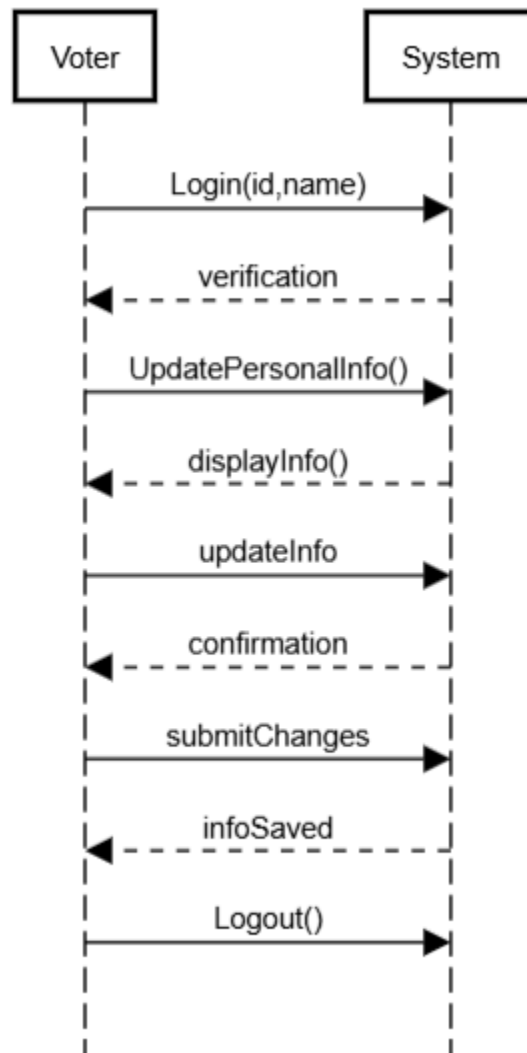 Voter
System
Login(id,name)
verification
UpdatePersonalInfo()
displayInfo()
updateInfo
confirmation
submitChanges
infoSaved
Logout()